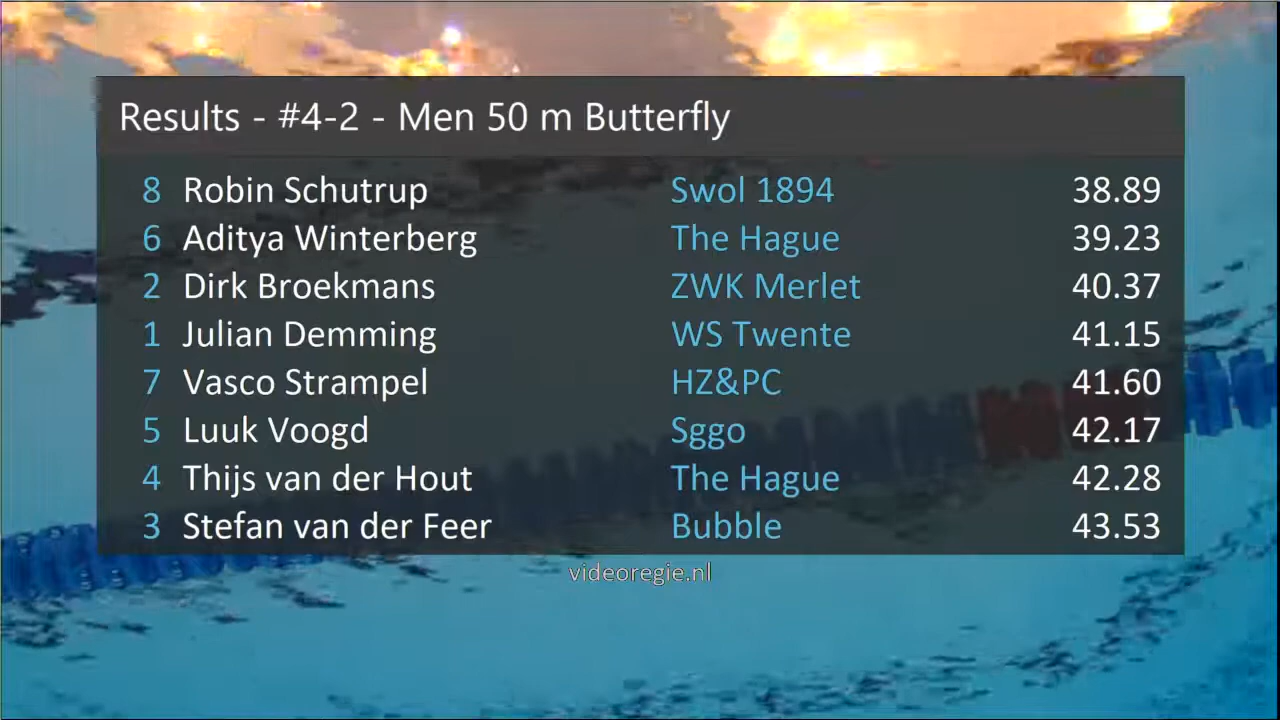 Results - #4-2 - Men 50 m Butterfly
8 Robin Schutrup Swol 1894 38.89
6 Aditya Winterberg The Hague 39.23
2 Dirk Broekmans ZWK Merlet 40.37
1 Julian Demming WS Twente 41.15
7 Vasco Strampel HZ&PC 41.60
5 Luuk Voogd Sggo 42.17
4 Thijs van der Hout The Hague 42.28
3 Stefan van der Feer Bubble 43.53
videoregie.nl